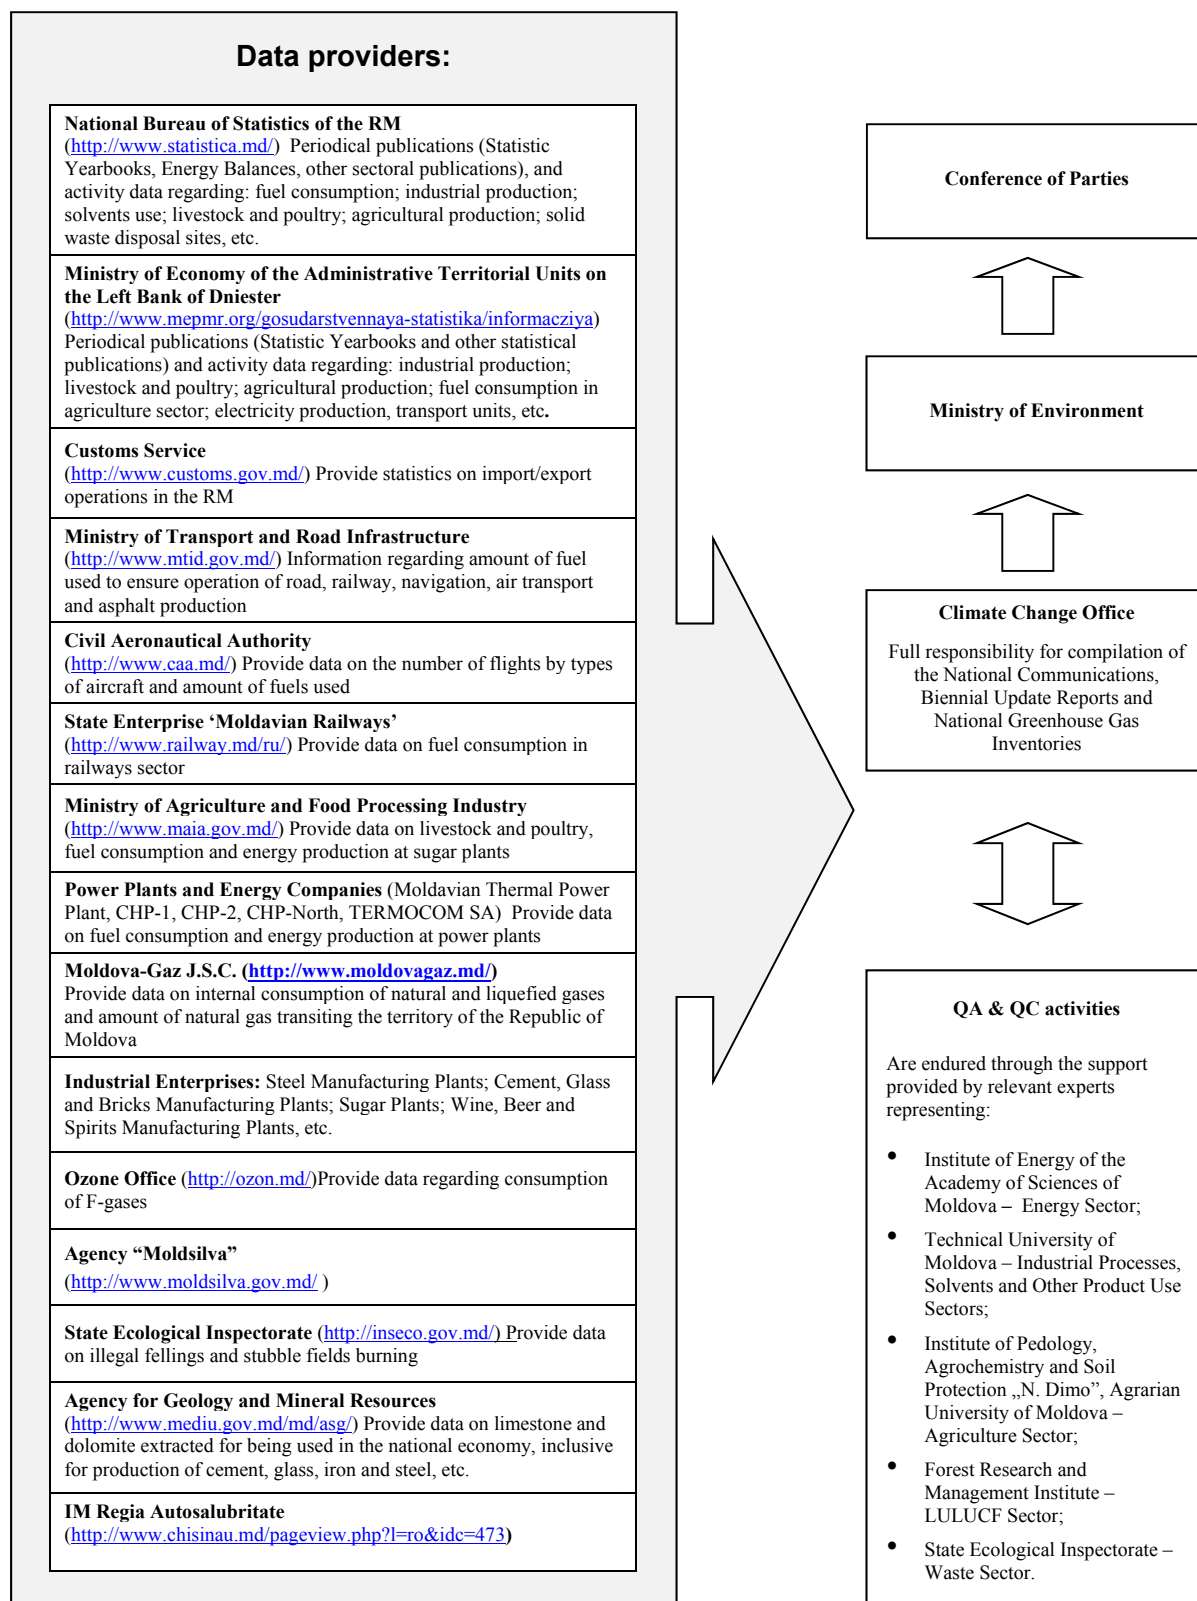 Data providers:
National Bureau of Statistics of the RM
(http://www.statistica.md/) Periodical publications (Statistic
Yearbooks, Energy Balances, other sectoral publications), and
activity data regarding: fuel consumption; industrial production;
solvents use; livestock and poultry; agricultural production; solid
waste disposal sites, etc.
Ministry of Economy of the Administrative Territorial Units on
the Left Bank of Dniester
(http://www.mepmr.org/gosudarstvennaya-statistika/informacziya)
Periodical publications (Statistic Yearbooks and other statistical
publications) and activity data regarding: industrial production;
livestock and poultry; agricultural production; fuel consumption in
agriculture sector; electricity production, transport units, etc.
Customs Service
(http://www.customs.gov.md/) Provide statistics on import/export
operations in the RM
Ministry of Transport and Road Infrastructure
(http://www.mtid.gov.md/) Information regarding amount of fuel
used to ensure operation of road, railway, navigation, air transport
and asphalt production
Civil Aeronautical Authority
(http://www.caa.md/) Provide data on the number of flights by types
of aircraft and amount of fuels used
State Enterprise ‘Moldavian Railways’
(http://www.railway.md/ru/) Provide data on fuel consumption in
railways sector
Ministry of Agriculture and Food Processing Industry
(http://www.maia.gov.md/) Provide data on livestock and poultry,
fuel consumption and energy production at sugar plants
Power Plants and Energy Companies (Moldavian Thermal Power
Plant, CHP-1, CHP-2, CHP-North, TERMOCOM SA) Provide data
on fuel consumption and energy production at power plants
Moldova-Gaz J.S.C. (http://www.moldovagaz.md/)
Provide data on internal consumption of natural and liquefied gases
and amount of natural gas transiting the territory of the Republic of
Moldova
Industrial Enterprises: Steel Manufacturing Plants; Cement, Glass
and Bricks Manufacturing Plants; Sugar Plants; Wine, Beer and
Spirits Manufacturing Plants, etc.
Ozone Office (http://ozon.md/)Provide data regarding consumption
of F-gases
Agency “Moldsilva”
(http://www.moldsilva.gov.md/ )
State Ecological Inspectorate (http://inseco.gov.md/) Provide data
on illegal fellings and stubble fields burning
Agency for Geology and Mineral Resources
(http://www.mediu.gov.md/md/asg/) Provide data on limestone and
dolomite extracted for being used in the national economy, inclusive
for production of cement, glass, iron and steel, etc.
IM Regia Autosalubritate
(http://www.chisinau.md/pageview.php?l=ro&idc=473)
Conference of Parties
Ministry of Environment
Climate Change Office
Full responsibility for compilation of
the National Communications,
Biennial Update Reports and
National Greenhouse Gas
Inventories
QA & QC activities
Are endured through the support
provided by relevant experts
representing:
• Institute of Energy of the
Academy of Sciences of
Moldova – Energy Sector;
• Technical University of
Moldova – Industrial Processes,
Solvents and Other Product Use
Sectors;
• Institute of Pedology,
Agrochemistry and Soil
Protection „N. Dimo”, Agrarian
University of Moldova –
Agriculture Sector;
• Forest Research and
Management Institute –
LULUCF Sector;
• State Ecological Inspectorate –
Waste Sector.